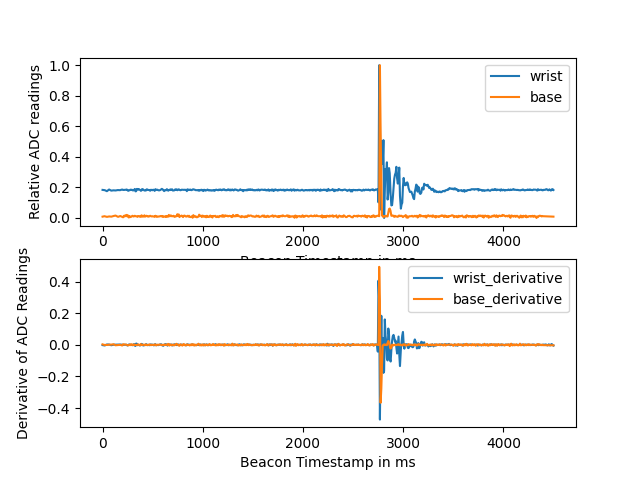 Relative ADC readings
1.0
0.8
0.6
0.4
0.2
0.0
wrist
base
0 1000 2000 3000 4000
Beacon Timestamp in ms
Derivative of ADC Readings
0.4
0.2
0.0
−0.2
−0.4
wrist_derivative
base_derivative
0 1000 2000 3000 4000
Beacon Timestamp in ms